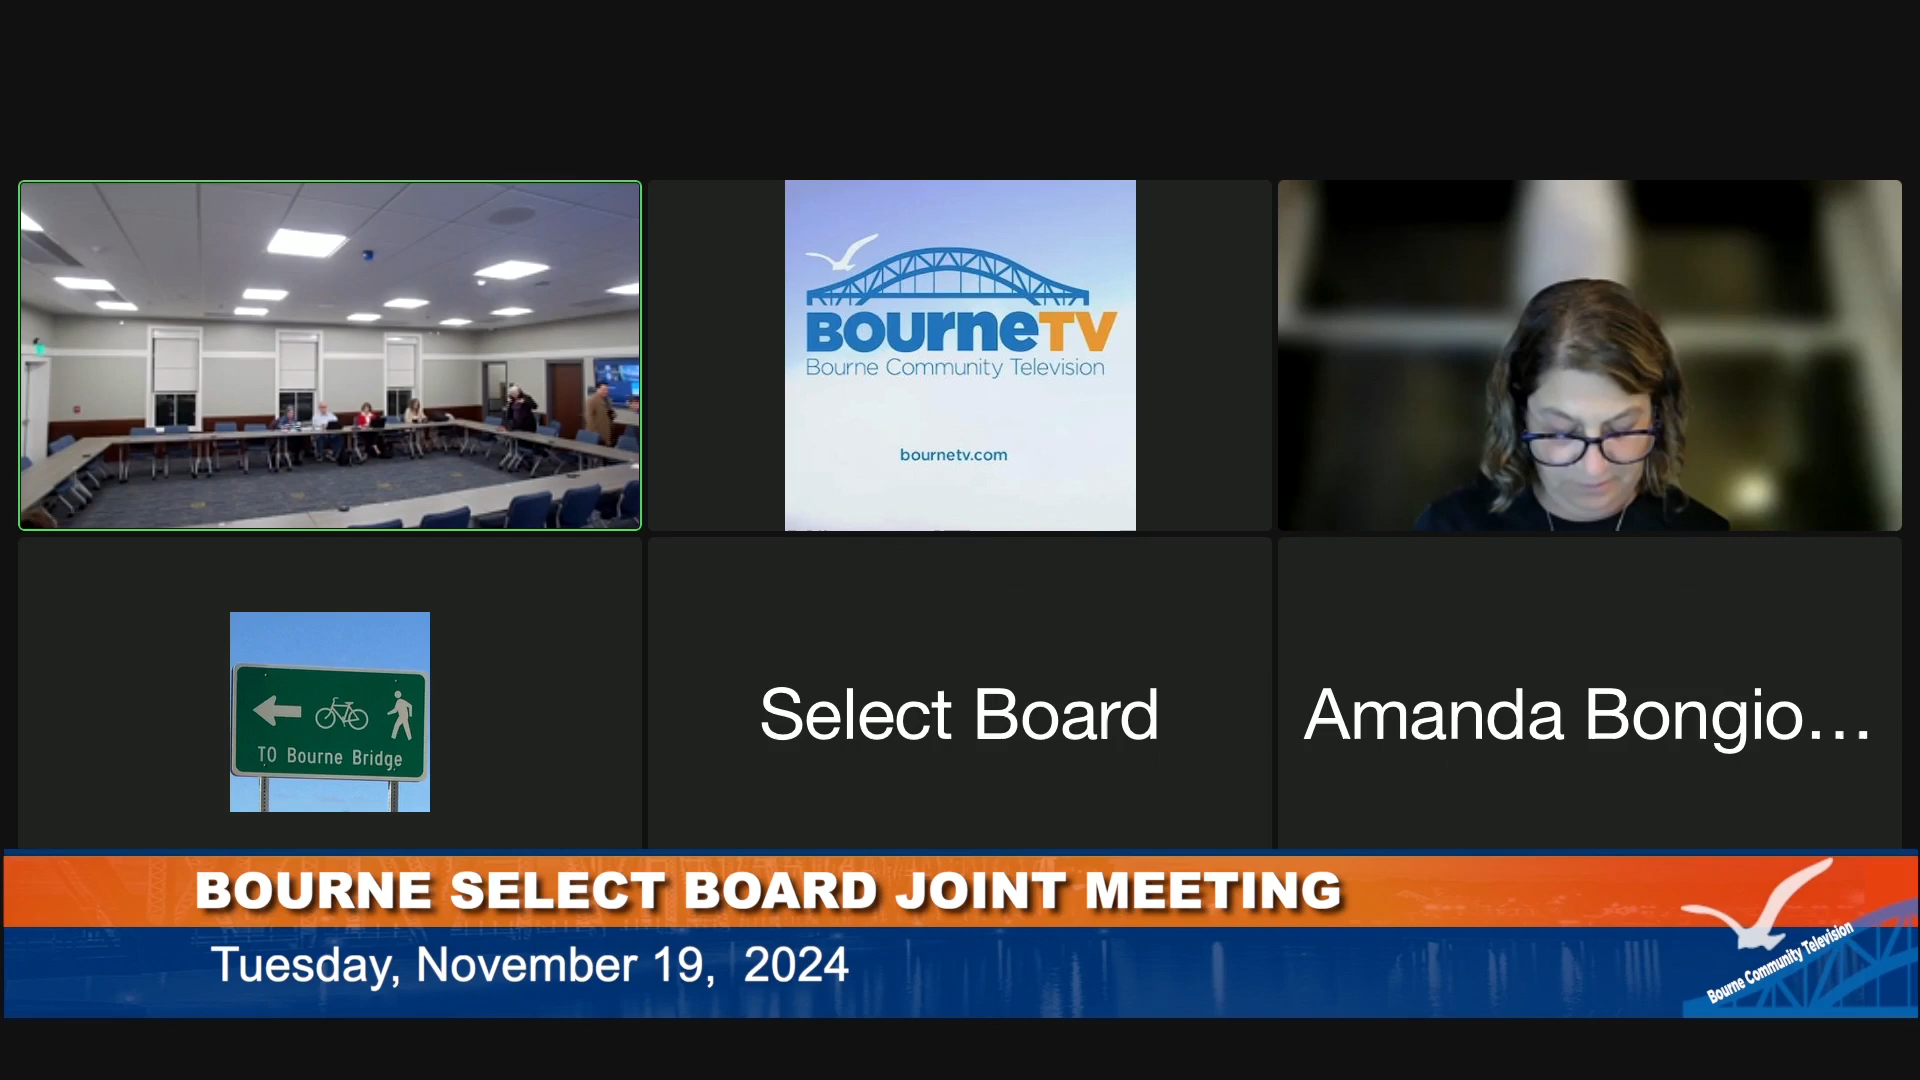 BOURNETV
Bourne Community Television
bournetv.com
TO Bourne Bridge
Select Board
Amanda Bongio...
BOURNE SELECT BOARD JOINT MEETING
Tuesday, November 19, 2024
Bourne Community Television